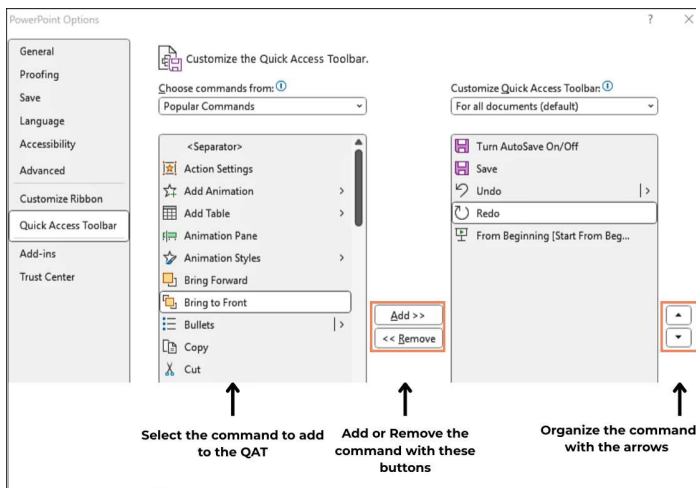 PowerPoint Options
?
General
Proofing
Save
Language
Accessibility
Advanced
Customize Ribbon
Quick Access Toolbar
Add-ins
Trust Center
Customize the Quick Access Toolbar.
Choose commands from:
Popular Commands
<Separator>
Action Settings
Add Animation
Add Table
Animation Pane
Animation Styles
Bring Forward
Bring to Front
Bullets
Copy
Cut
Add >>
<< Remove
Customize Quick Access Toolbar:
For all documents (default)
Turn AutoSave On/Off
Save
Undo
Redo
From Beginning [Start From Beg...
Select the command to add
to the QAT
Add or Remove the
command with these
buttons
Organize the command
with the arrows